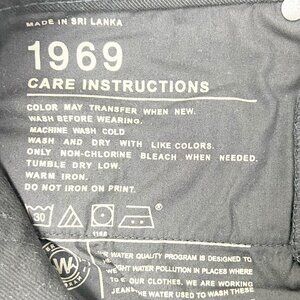 MADE IN SRI LANKA
1969
CARE INSTRUCTIONS
COLOR MAY TRANSFER WHEN NEW.
WASH BEFORE WEARING.
MACHINE WASH COLD
WASH AND DRY WITH LIKE COLORS.
ONLY NON-CHLORINE BLEACH WHEN NEEDED.
TUMBLE DRY LOW.
WARM IRON.
DO NOT IRON ON PRINT.
30
®
WATER QUALITY PROGRAM IS DESIGNED TO
WATER POLLUTION IN PLACES WHERE
OUR CLOTHES. WE ARE WORKING
JEANS WATER USED TO